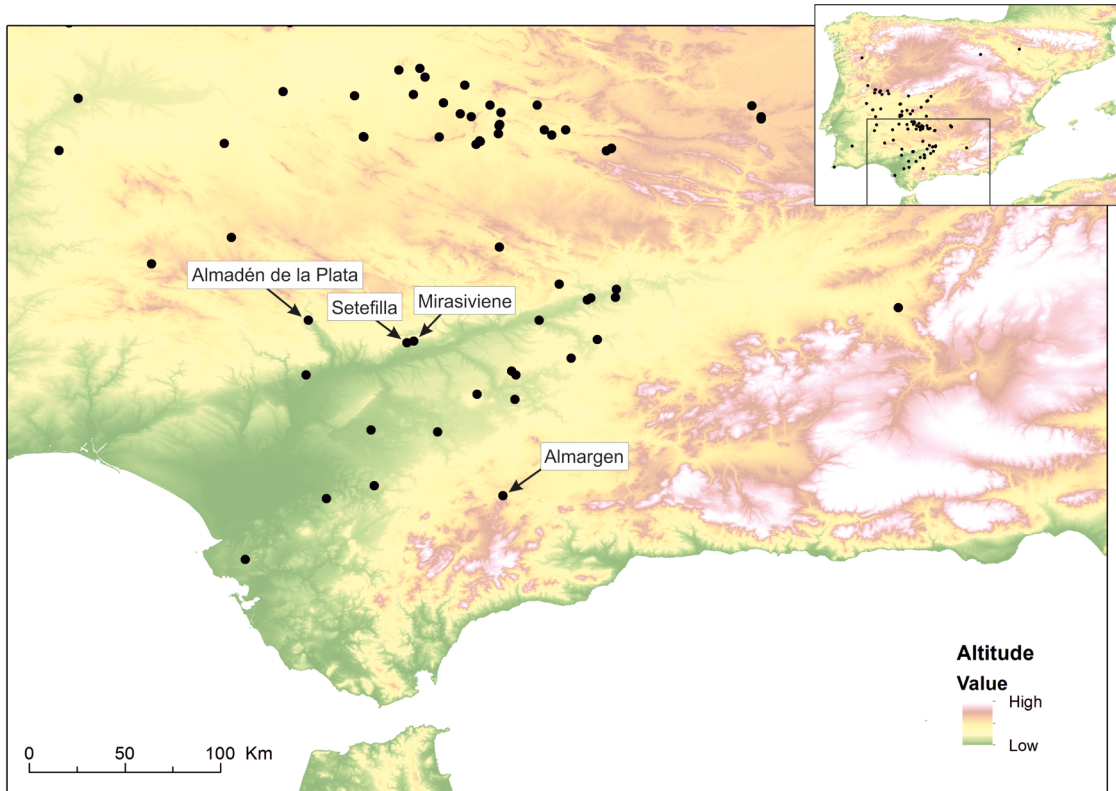 Almadén de la Plata
Setefilla
Mirasiviene
Almargen
Altitude
Value
High
Low
0 50 100 Km